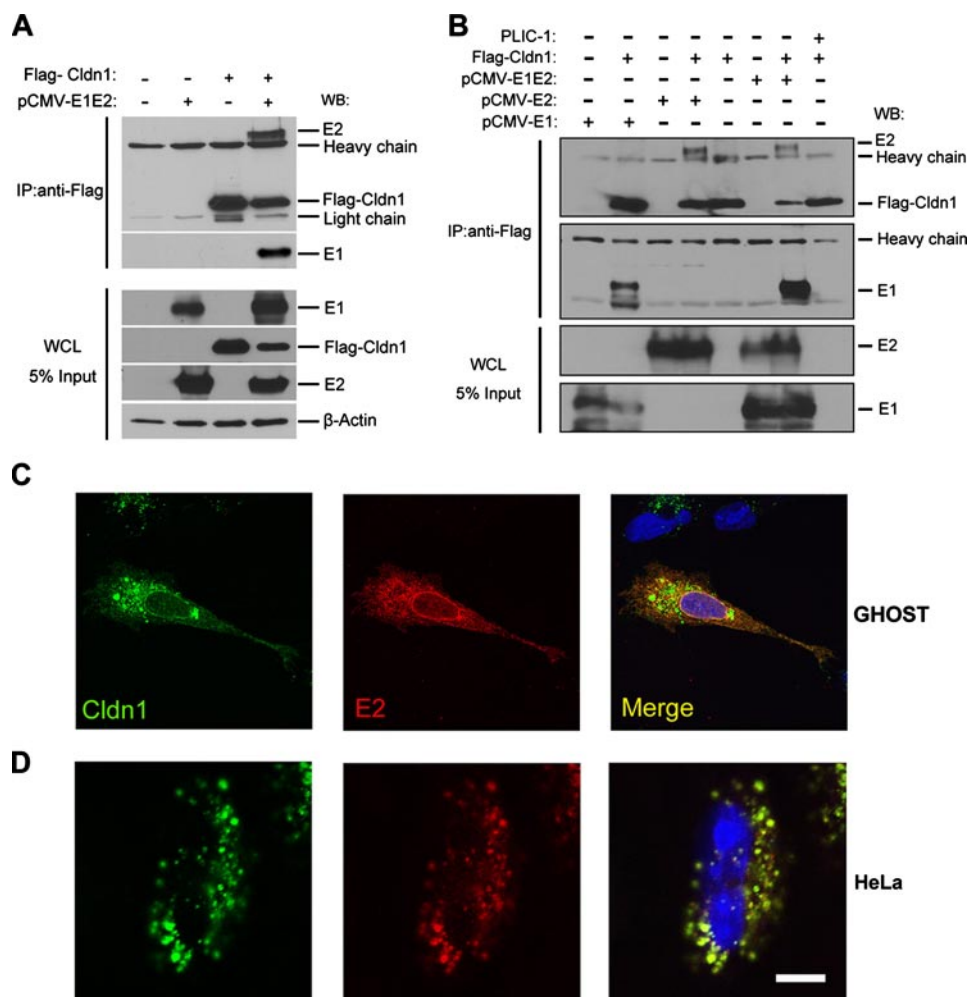 A
Flag- Cldn1: - - + +
pCMV-E1E2: - + - + WB:
IP:anti-Flag
E2
Heavy chain
Flag-Cldn1
Light chain
E1
WCL
5% Input
E1
Flag-Cldn1
E2
β-Actin
B
PLIC-1: - - - - - - - +
Flag-Cldn1: - + - + + - + +
pCMV-E1E2: - - - - - + + -
pCMV-E2: - - + + - - - -
pCMV-E1: + + - - - - - - WB:
IP:anti-Flag
E2
Heavy chain
Flag-Cldn1
Heavy chain
E1
WCL
5% Input
E2
E1
C
Cldn1
E2
Merge
GHOST
D
HeLa